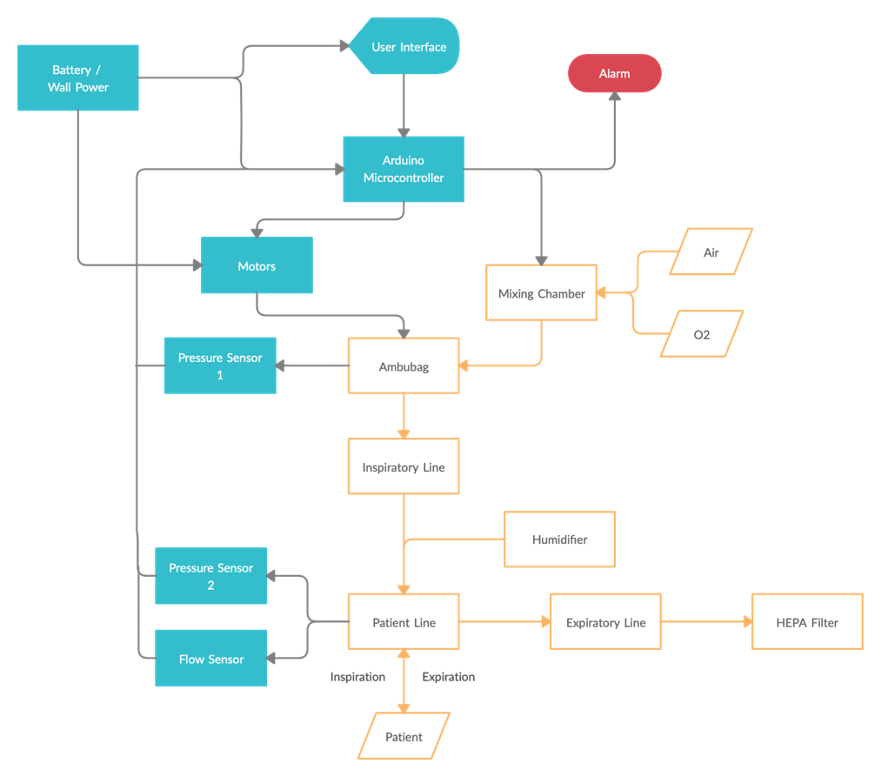 User Interface
Battery /
Wall Power
Alarm
Arduino
Microcontroller
Air
Motors
Mixing Chamber
O2
Pressure Sensor
1
Ambubag
Inspiratory Line
Humidifier
Pressure Sensor
2
Patient Line
Expiratory Line
HEPA Filter
Flow Sensor
Inspiration
Expiration
Patient